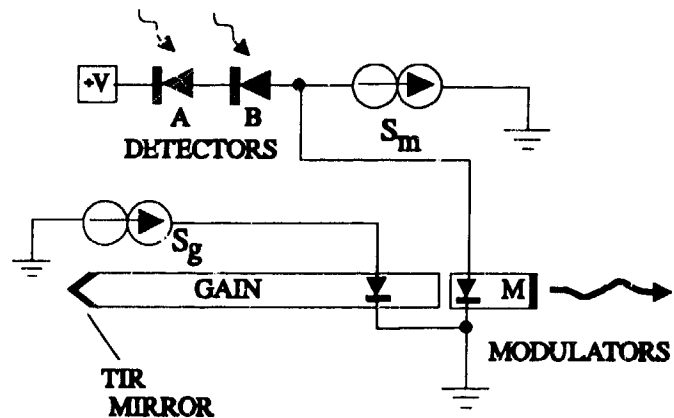 +V
A B
DETECTORS
Sm
Sg
GAIN
M
MODULATORS
TIR
MIRROR